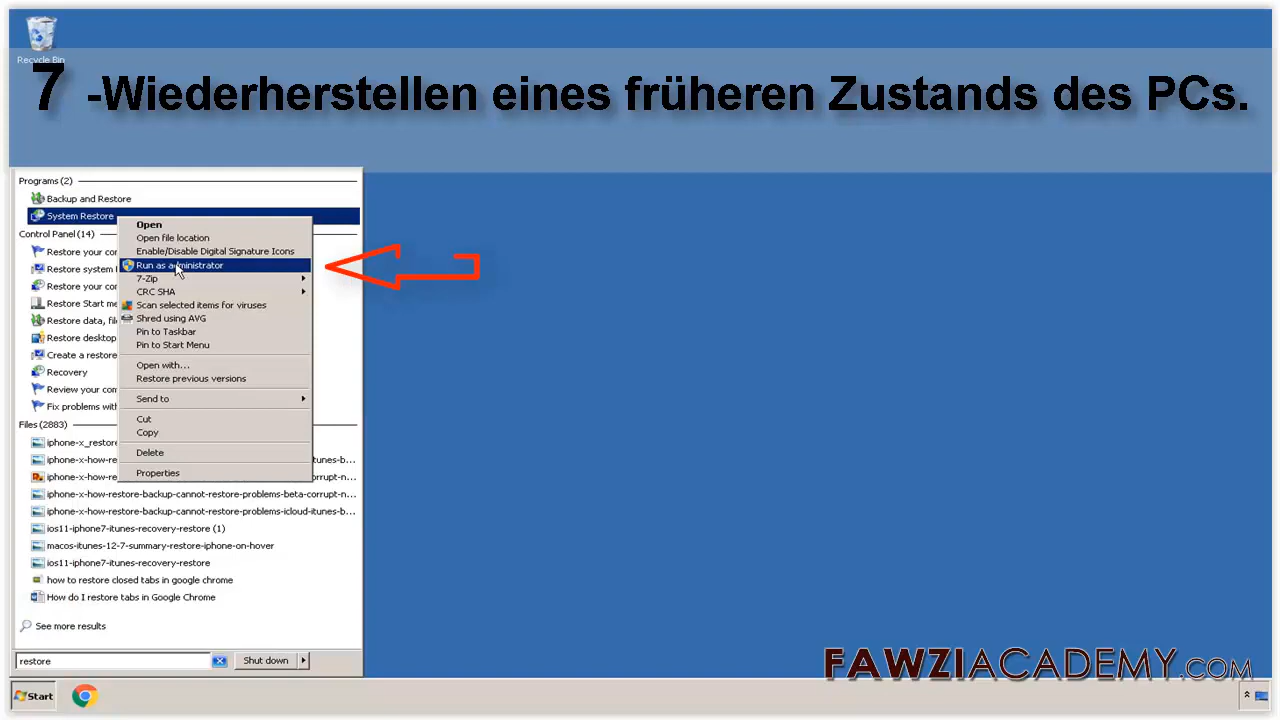 Recycle Bin
7 -Wiederherstellen eines früheren Zustands des PCs.
Programs (2)
Backup and Restore
System Restore
Open
Open file location
Control Panel (14)
Enable/Disable Digital Signature Icons
Restore your
Run as administrator
Restore system
7-Zip
Restore your
CRC SHA
Restore Start
Scan selected items for viruses
Restore data,
Shred using AVG
Restore desktop
Pin to Taskbar
Create a restore
Pin to Start Menu
Recovery
Open with...
Review your
Restore previous versions
Fix problems
Send to
Cut
Copy
Delete
Properties
Files (2883)
iphone-x_restore
iphone-x-how-
iphone-x-how-
iphone-x-how-restore-backup-cannot-restore-problems-beta-corrupt-n...
iphone-x-how-restore-backup-cannot-restore-problems-icloud-itunes-b...
ios11-iphone7-itunes-recovery-restore (1)
macos-itunes-12-7-summary-restore-iphone-on-hover
ios11-iphone7-itunes-recovery-restore
how to restore closed tabs in google chrome
How do I restore tabs in Google Chrome
See more results
restore
Shut down
FAWZIACADEMY.COM
Start